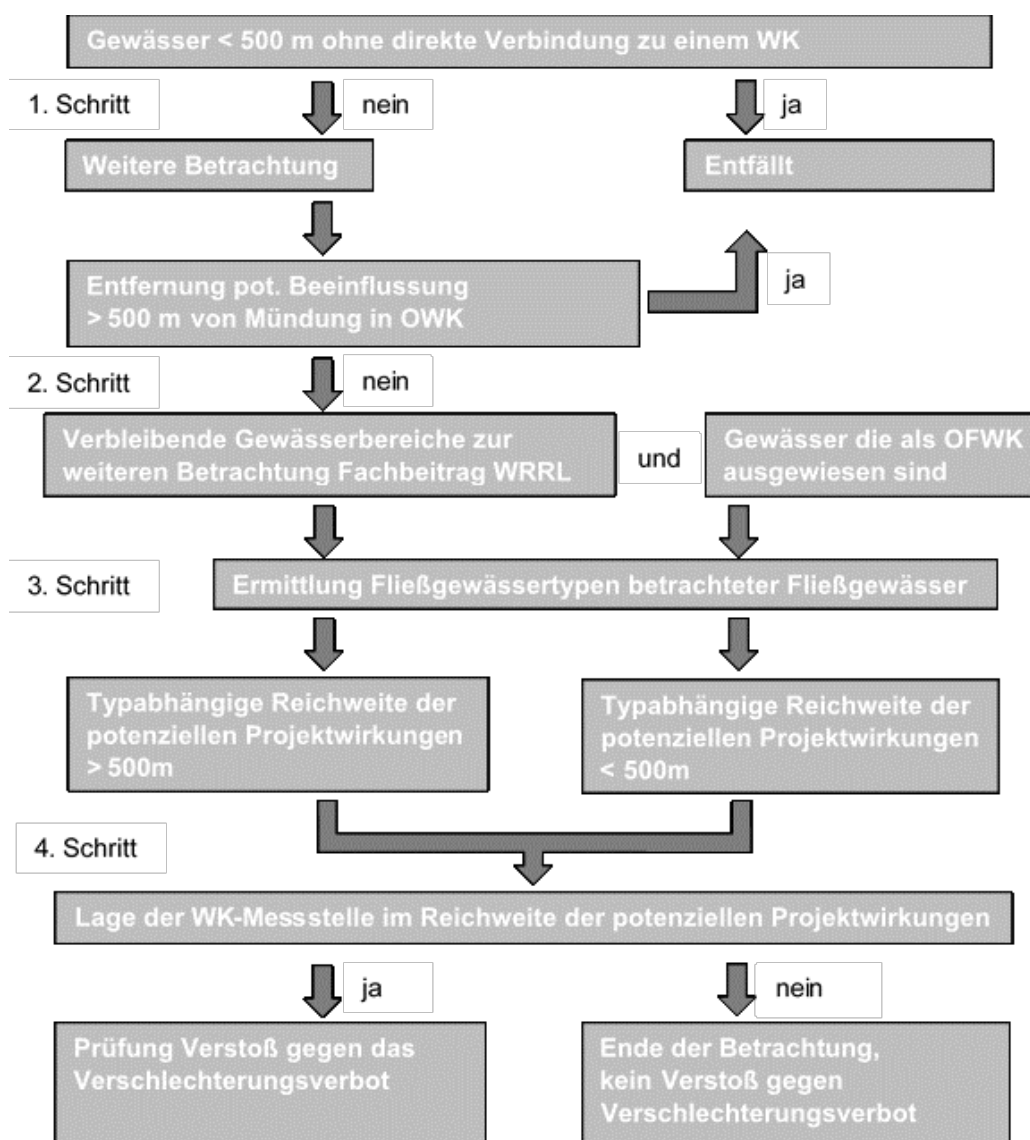 Gewässer < 500 m ohne direkte Verbindung zu einem WK
1. Schritt
nein
ja
Weitere Betrachtung
Entfällt
Entfernung pot. Beeinflussung
> 500 m von Mündung in OWK
ja
2. Schritt
nein
Verbleibende Gewässerbereiche zur
weiteren Betrachtung Fachbeitrag WRRL
und
Gewässer die als OFWK
ausgewiesen sind
3. Schritt
Ermittlung Fließgewässertypen betrachteter Fließgewässer
Typabhängige Reichweite der
potenziellen Projektwirkungen
> 500m
Typabhängige Reichweite der
potenziellen Projektwirkungen
< 500m
4. Schritt
Lage der WK-Messstelle im Reichweite der potenziellen Projektwirkungen
ja
nein
Prüfung Verstoß gegen das
Verschlechterungsverbot
Ende der Betrachtung,
kein Verstoß gegen
Verschlechterungsverbot